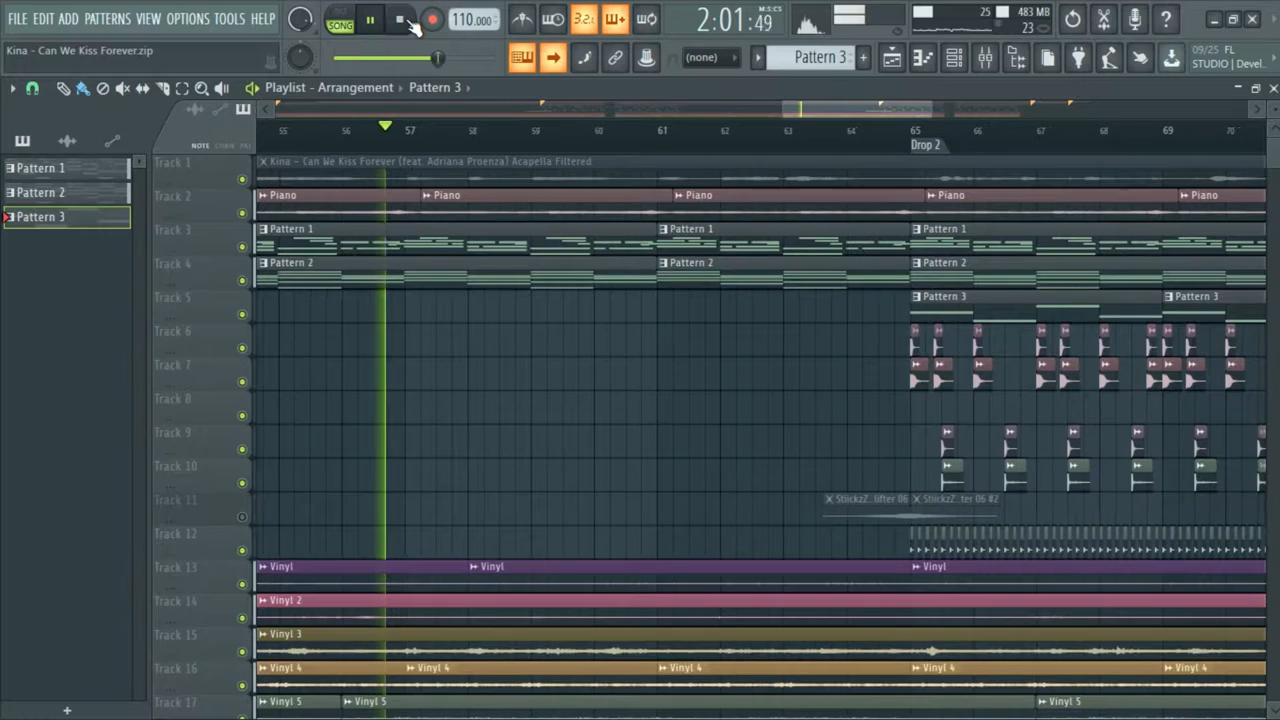 FILE EDIT ADD PATTERNS VIEW OPTIONS TOOLS HELP
SONG
110.000
3.2.
2:01:49
M:S:CS
25
483 MB
23
Kina - Can We Kiss Forever.zip
(none)
Pattern 3
09/25 FL
STUDIO | Devel..
Playlist - Arrangement
Pattern 3
NOTE CHAN PAT
55 56 57 58 59 60 61 62 63 64 65 66 67 68 69 70
Drop 2
Pattern 1
Pattern 2
Pattern 3
Track 1
Kina - Can We Kiss Forever (feat. Adriana Proenza) Acapella Filtered
Track 2
Piano Piano Piano Piano Piano
Track 3
Pattern 1 Pattern 1 Pattern 1
Track 4
Pattern 2 Pattern 2 Pattern 2
Track 5
Pattern 3 Pattern 3
Track 6
Track 7
Track 8
Track 9
Track 10
Track 11
StiickzZ..lifter 06 StiickzZ..ter 06 #2
Track 12
Track 13
Vinyl Vinyl Vinyl
Track 14
Vinyl 2
Track 15
Vinyl 3
Track 16
Vinyl 4 Vinyl 4 Vinyl 4 Vinyl 4 Vinyl 4
Track 17
Vinyl 5 Vinyl 5 Vinyl 5